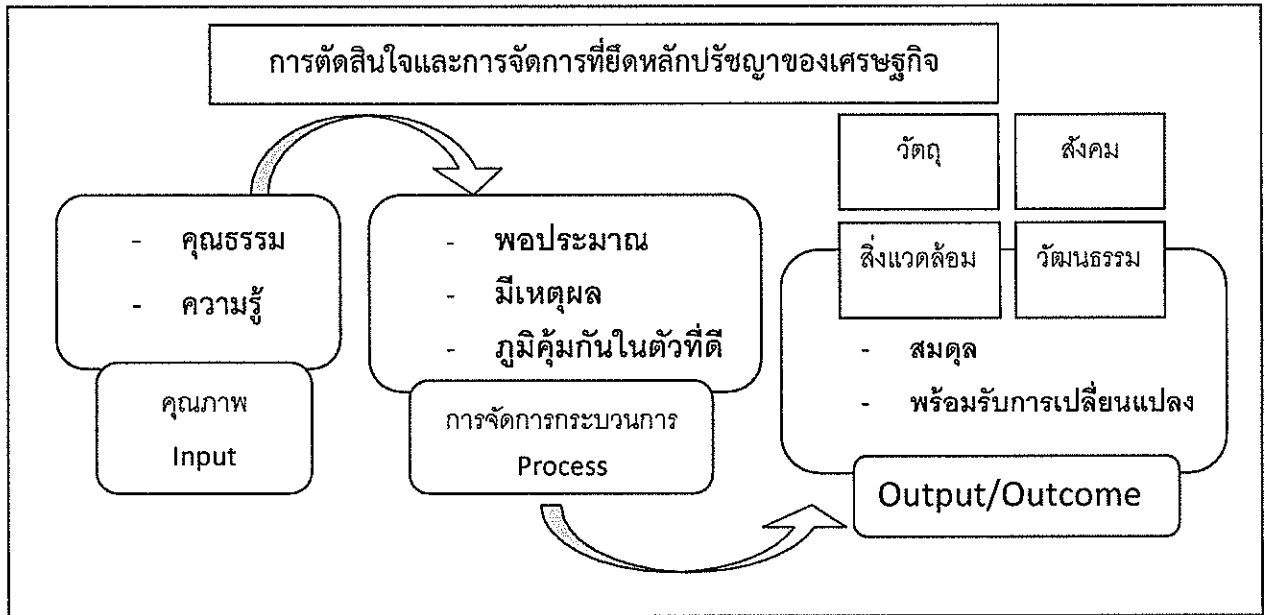 การตัดสินใจและการจัดการที่ยึดหลักปรัชญาของเศรษฐกิจ
- คุณธรรม
- ความรู้
คุณภาพ
Input
- พอประมาณ
- มีเหตุผล
- ภูมิคุ้มกันในตัวที่ดี
การจัดการกระบวนการ
Process
วัตถุ
สังคม
สิ่งแวดล้อม
วัฒนธรรม
- สมดุล
- พร้อมรับการเปลี่ยนแปลง
Output/Outcome